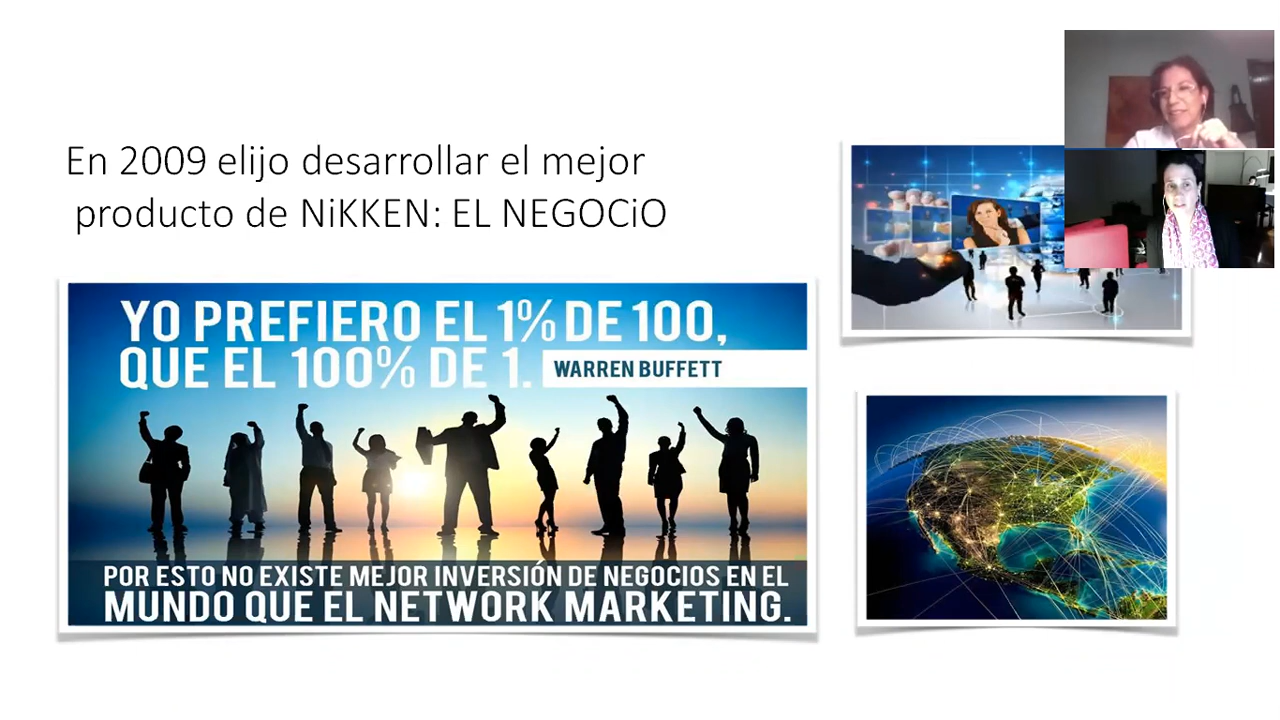 En 2009 elijo desarrollar el mejor
producto de NiKKEN: EL NEGOCiO
YO PREFIERO EL 1% DE 100,
QUE EL 100% DE 1. WARREN BUFFETT
POR ESTO NO EXISTE MEJOR INVERSIÓN DE NEGOCIOS EN EL
MUNDO QUE EL NETWORK MARKETING.